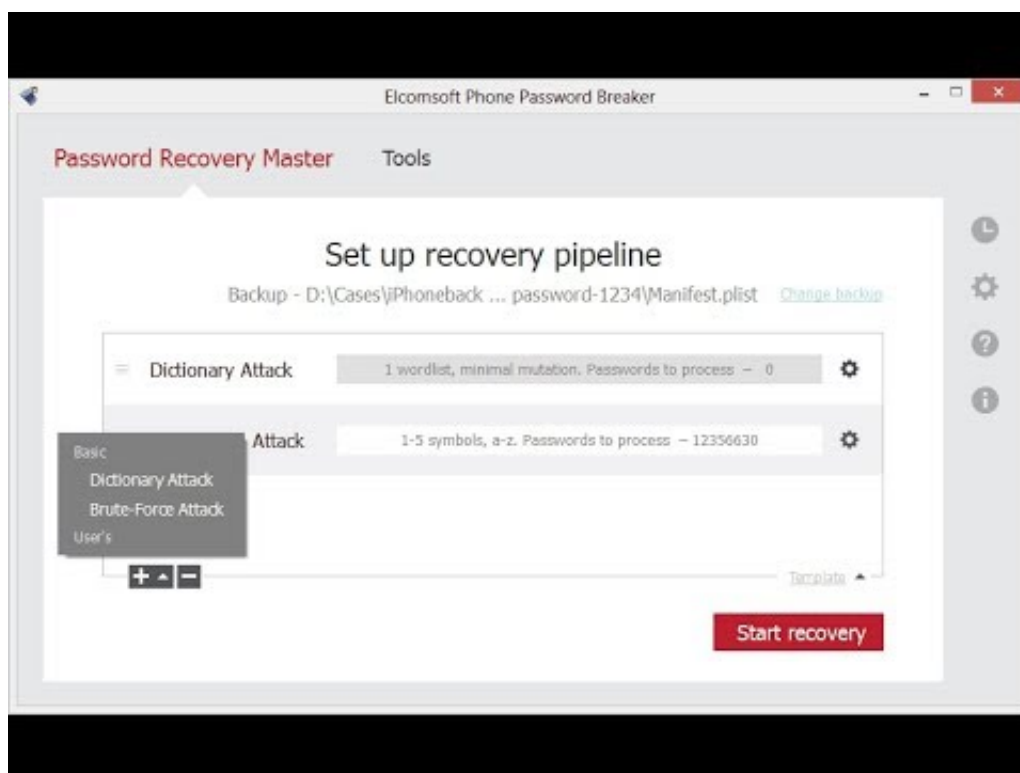 Elcomsoft Phone Password Breaker
Password Recovery Master Tools
Set up recovery pipeline
Backup - D:\Cases\iPhoneback ... password-1234\Manifest.plist Change backup
Dictionary Attack 1 wordlist, minimal mutation. Passwords to process – 0
Attack 1-5 symbols, a-z. Passwords to process – 12356630
Basic
Dictionary Attack
Brute-Force Attack
User's
Template
Start recovery